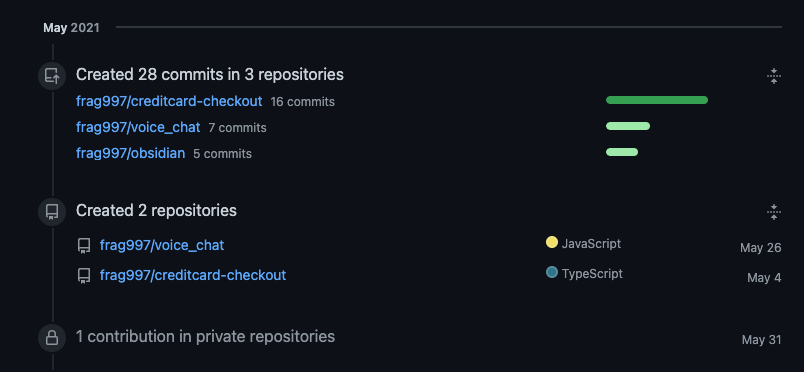 May 2021
Created 28 commits in 3 repositories
frag997/creditcard-checkout 16 commits
frag997/voice_chat 7 commits
frag997/obsidian 5 commits
Created 2 repositories
frag997/voice_chat JavaScript May 26
frag997/creditcard-checkout TypeScript May 4
1 contribution in private repositories May 31